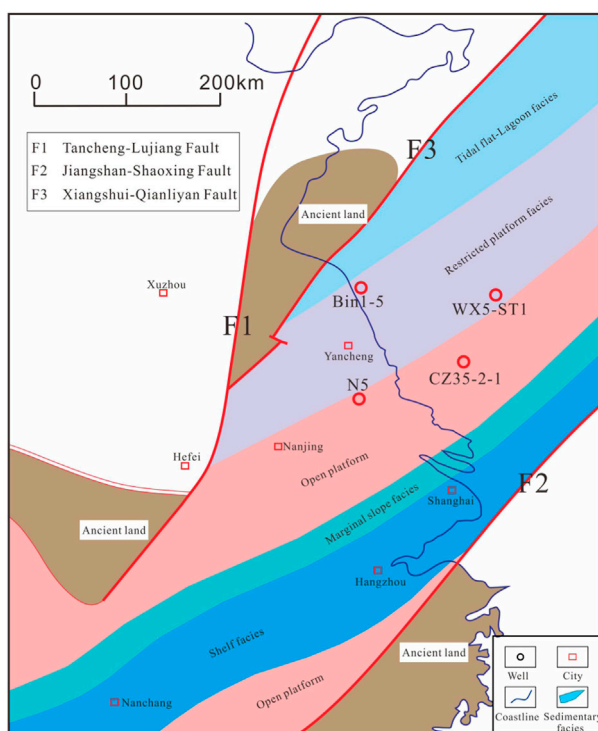 0 100 200km
F1 Tancheng-Lujiang Fault
F2 Jiangshan-Shaoxing Fault
F3 Xiangshui-Qianliyan Fault
F3
Tidal flat-Lagoon facies
Ancient land
Restricted platform facies
Xuzhou
Bin1-5
WX5-ST1
F1
Yancheng
CZ35-2-1
N5
Nanjing
Hefei
Open platform
F2
Shanghai
Marginal slope facies
Ancient land
Hangzhou
Shelf facies
Ancient land
Open platform
Nanchang
Well
City
Coastline
Sedimentary
facies